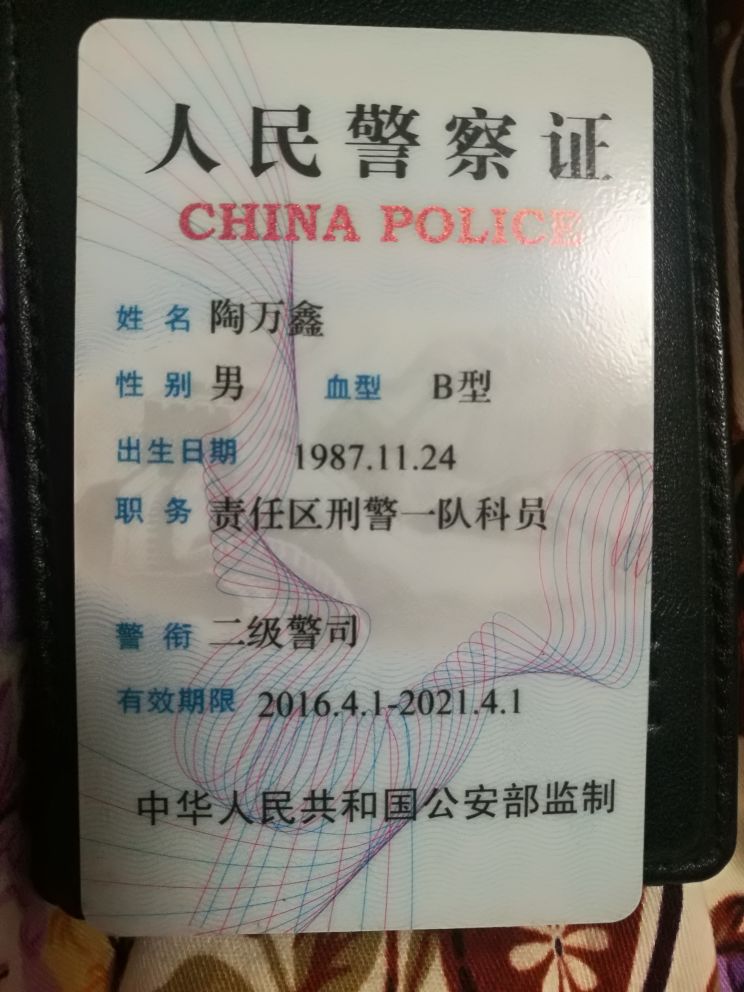 人民警察证
CHINA POLICE
姓名 陶万鑫
性别 男 血型 B型
出生日期 1987.11.24
职务 责任区刑警一队科员
警衔 二级警司
有效期限 2016.4.1-2021.4.1
中华人民共和国公安部监制